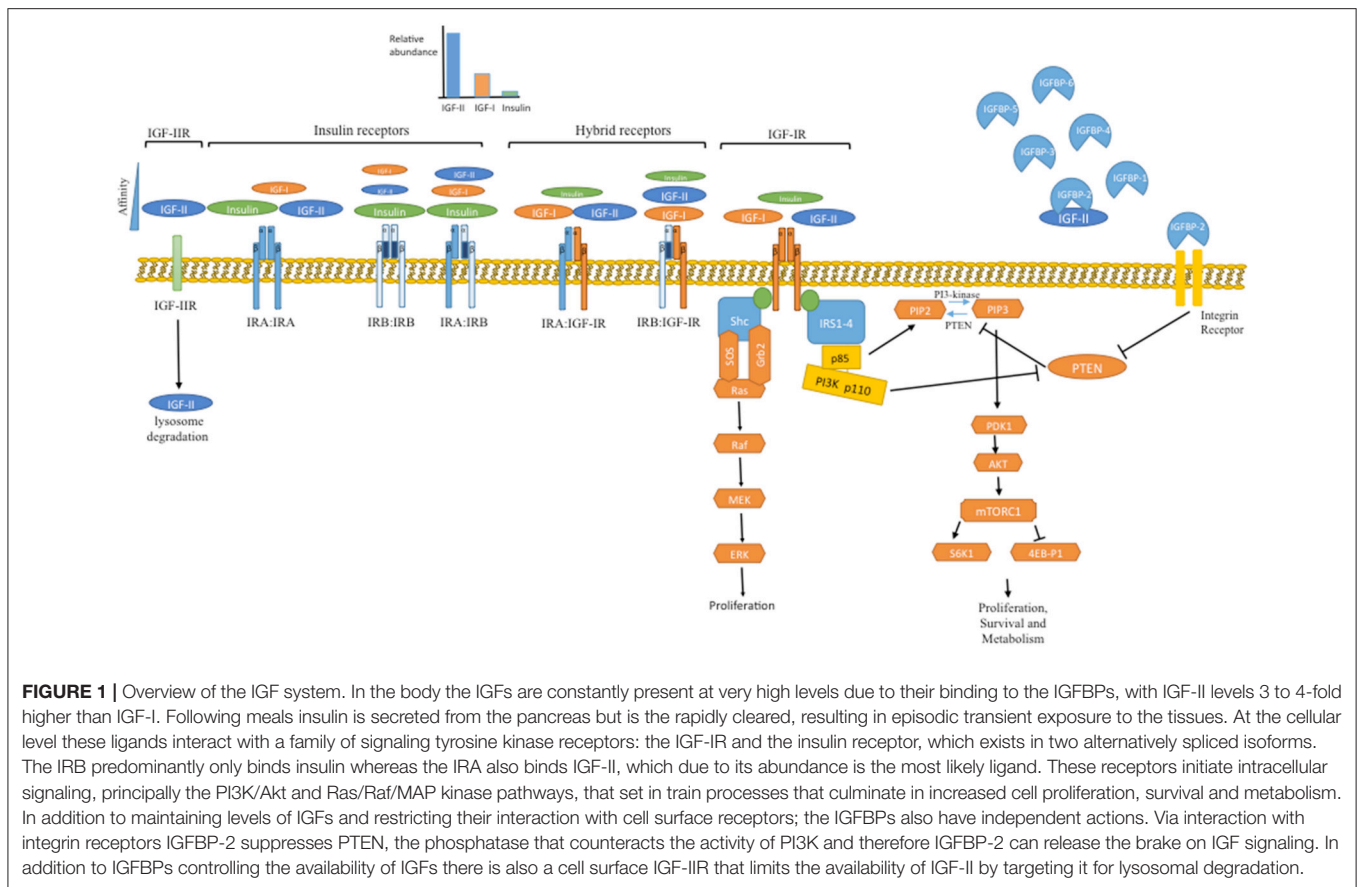 Relative
abundance
IGF-II IGF-I Insulin
IGF-IIR
Insulin receptors
Hybrid receptors
IGF-IR
Affinity
IGF-II
Insulin
IGF-I
IGF-II
IGF-I
IGF-II
Insulin
IGF-II
IGF-I
Insulin
Insulin
IGF-I
IGF-II
Insulin
IGF-II
IGF-I
Insulin
IGF-I
IGF-II
IGFBP-6
IGFBP-5
IGFBP-4
IGFBP-3
IGFBP-1
IGFBP-2
IGF-II
IGFBP-2
α α
β β
α α
β β
α α
β β
α α
β β
α α
β β
α α
β β
IGF-IIR
IRA:IRA
IRB:IRB
IRA:IRB
IRA:IGF-IR
IRB:IGF-IR
Integrin
Receptor
IGF-II
lysosome
degradation
Shc
SOS
Grb2
Ras
Raf
MEK
ERK
Proliferation
IRS1-4
p85
PI3K p110
PIP2
PI3-kinase
PTEN
PIP3
PTEN
PDK1
AKT
mTORC1
S6K1
4EB-P1
Proliferation,
Survival and
Metabolism
FIGURE 1 | Overview of the IGF system. In the body the IGFs are constantly present at very high levels due to their binding to the IGFBPs, with IGF-II levels 3 to 4-fold
higher than IGF-I. Following meals insulin is secreted from the pancreas but is the rapidly cleared, resulting in episodic transient exposure to the tissues. At the cellular
level these ligands interact with a family of signaling tyrosine kinase receptors: the IGF-IR and the insulin receptor, which exists in two alternatively spliced isoforms.
The IRB predominantly only binds insulin whereas the IRA also binds IGF-II, which due to its abundance is the most likely ligand. These receptors initiate intracellular
signaling, principally the PI3K/Akt and Ras/Raf/MAP kinase pathways, that set in train processes that culminate in increased cell proliferation, survival and metabolism.
In addition to maintaining levels of IGFs and restricting their interaction with cell surface receptors; the IGFBPs also have independent actions. Via interaction with
integrin receptors IGFBP-2 suppresses PTEN, the phosphatase that counteracts the activity of PI3K and therefore IGFBP-2 can release the brake on IGF signaling. In
addition to IGFBPs controlling the availability of IGFs there is also a cell surface IGF-IIR that limits the availability of IGF-II by targeting it for lysosomal degradation.